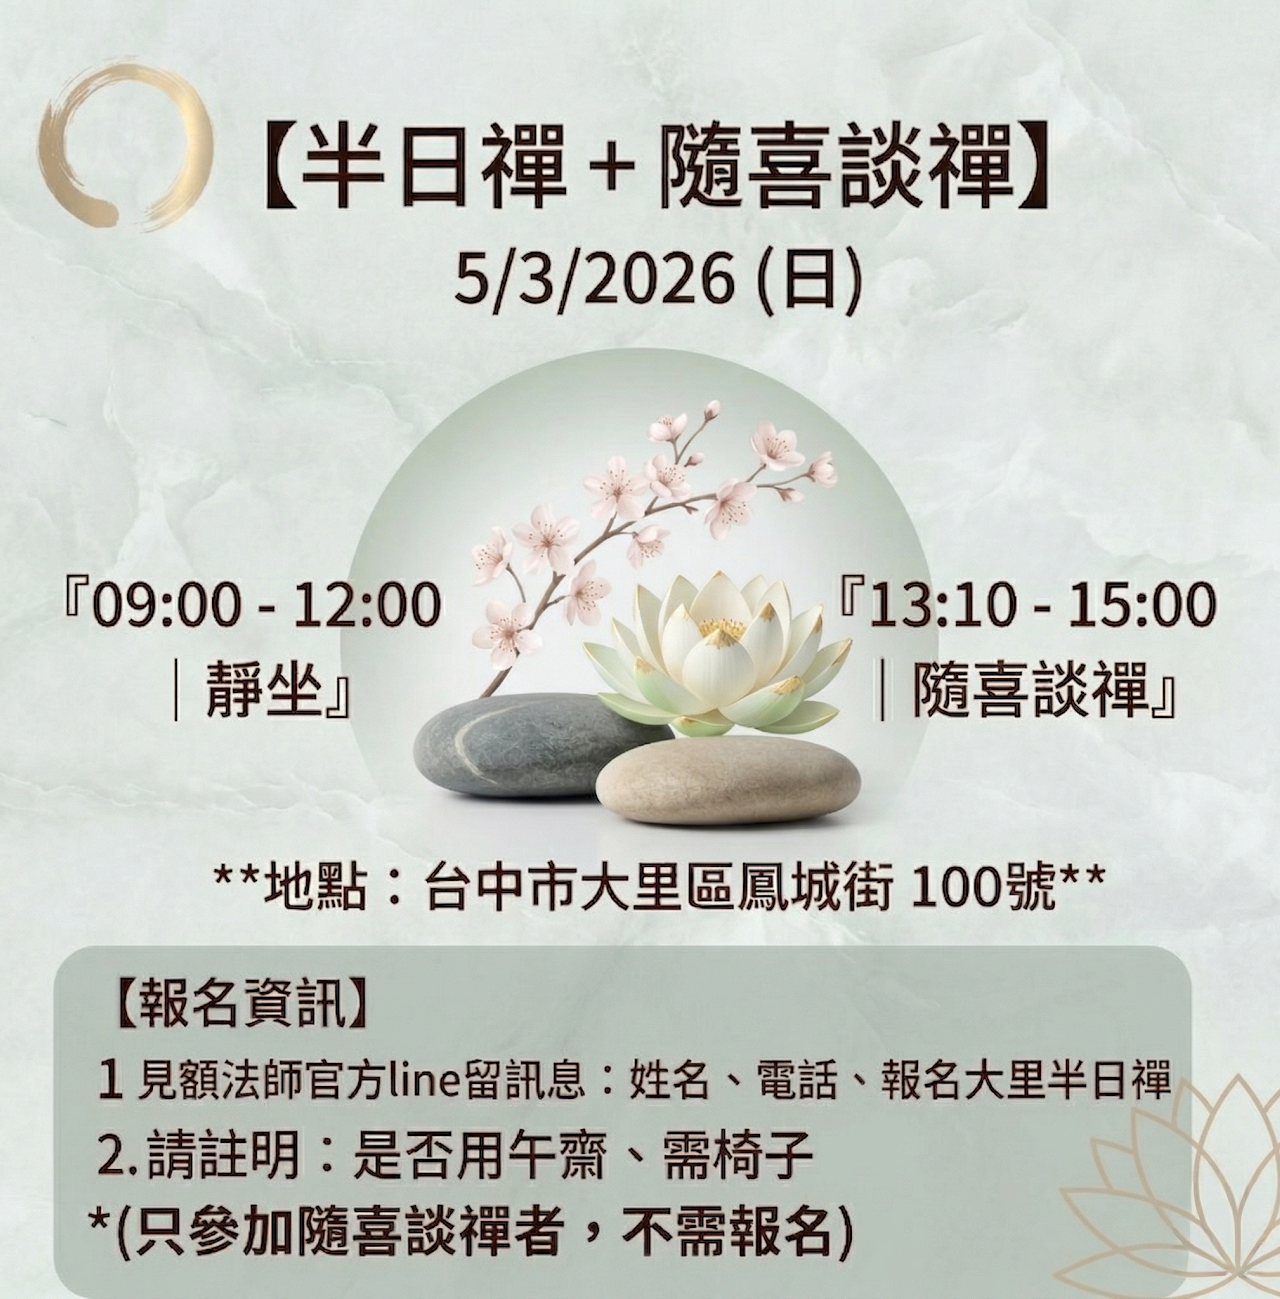 【半日禪 + 隨喜談禪】
5/3/2026 (日)
『09:00 - 12:00
｜靜坐』
『13:10 - 15:00
｜隨喜談禪』
**地點：台中市大里區鳳城街 100號**
【報名資訊】
1 見額法師官方line留訊息：姓名、電話、報名大里半日禪
2.請註明：是否用午齋、需椅子
*(只參加隨喜談禪者，不需報名)